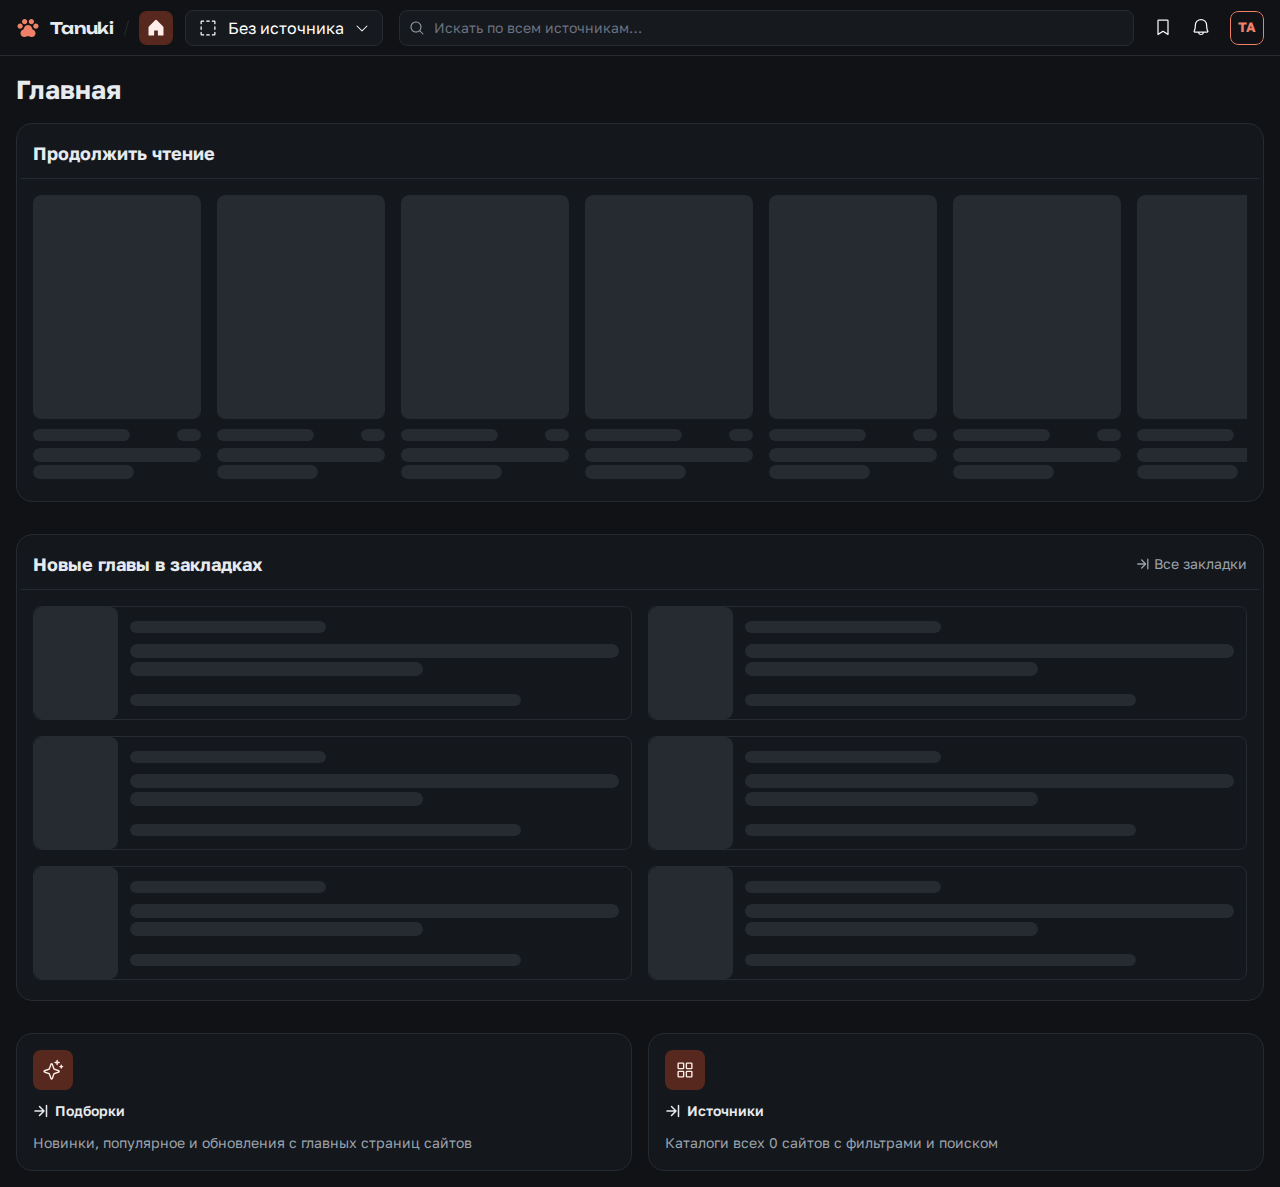 Tanuki / Без источника Искать по всем источникам... TA
Главная
Продолжить чтение
Новые главы в закладках Все закладки
Подборки
Новинки, популярное и обновления с главных страниц сайтов
Источники
Каталоги всех 0 сайтов с фильтрами и поиском